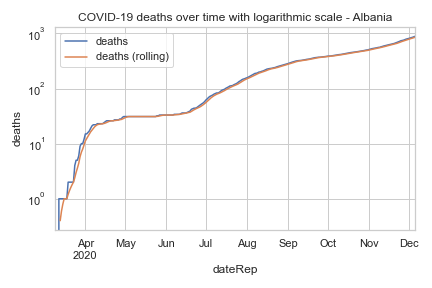 COVID-19 deaths over time with logarithmic scale - Albania
deaths
deaths (rolling)
10³
10²
10¹
10⁰
deaths
Apr May Jun Jul Aug Sep Oct Nov Dec
2020
dateRep